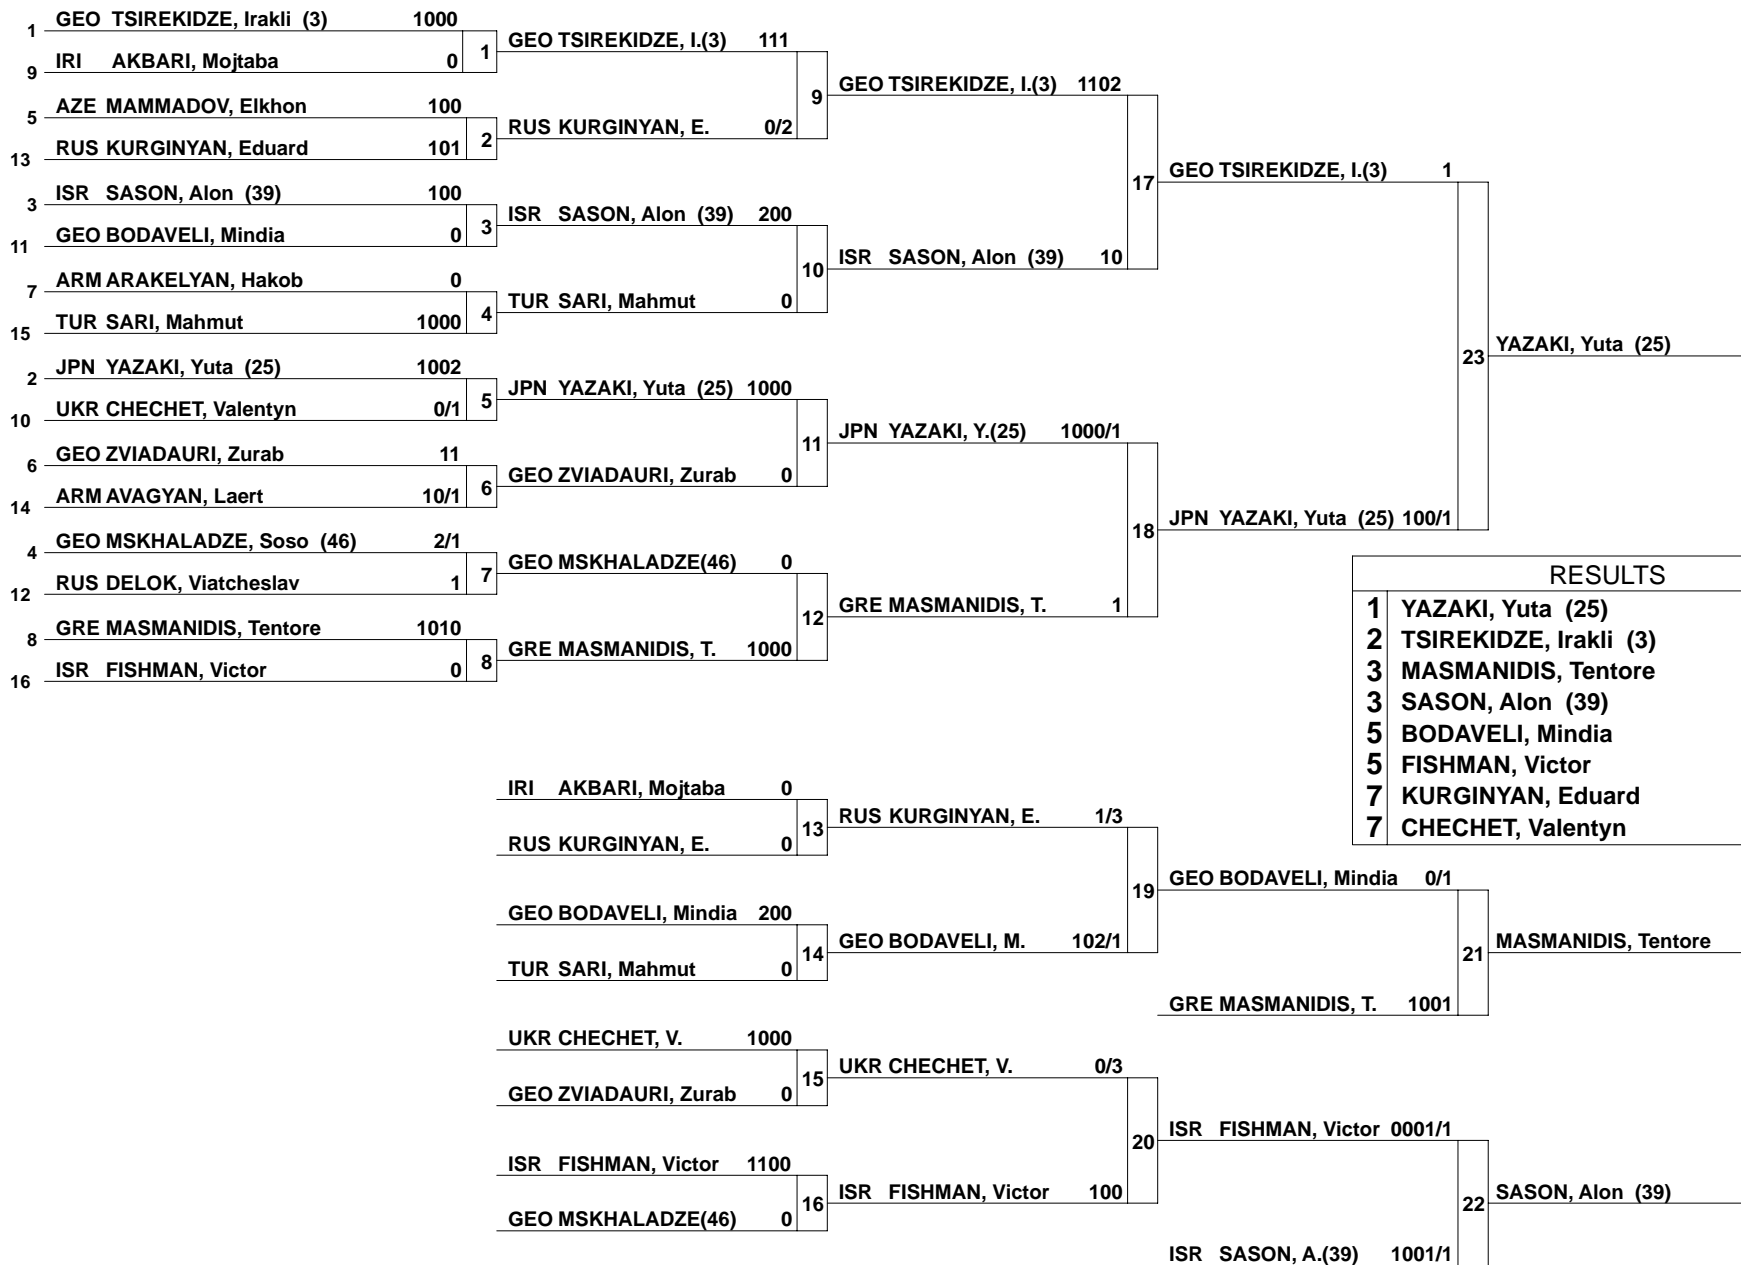 1 GEO TSIREKIDZE, Irakli (3) 1000
9 IRI AKBARI, Mojtaba 0
1
5 AZE MAMMADOV, Elkhon 100
13 RUS KURGINYAN, Eduard 101
2
3 ISR SASON, Alon (39) 100
11 GEO BODAVELI, Mindia 0
3
7 ARM ARAKELYAN, Hakob 0
15 TUR SARI, Mahmut 1000
4
2 JPN YAZAKI, Yuta (25) 1002
10 UKR CHECHET, Valentyn 0/1
5
6 GEO ZVIADAURI, Zurab 11
14 ARM AVAGYAN, Laert 10/1
6
4 GEO MSKHALADZE, Soso (46) 2/1
12 RUS DELOK, Viatcheslav 1
7
8 GRE MASMANIDIS, Tentore 1010
16 ISR FISHMAN, Victor 0
8
GEO TSIREKIDZE, I.(3) 111
RUS KURGINYAN, E. 0/2
9
ISR SASON, Alon (39) 200
TUR SARI, Mahmut 0
10
JPN YAZAKI, Yuta (25) 1000
GEO ZVIADAURI, Zurab 0
11
GEO MSKHALADZE(46) 0
GRE MASMANIDIS, T. 1000
12
GEO TSIREKIDZE, I.(3) 1102
ISR SASON, Alon (39) 10
17
JPN YAZAKI, Y.(25) 1000/1
GRE MASMANIDIS, T. 1
18
GEO TSIREKIDZE, I.(3) 1
JPN YAZAKI, Yuta (25) 100/1
23
YAZAKI, Yuta (25)
RESULTS
1 YAZAKI, Yuta (25)
2 TSIREKIDZE, Irakli (3)
3 MASMANIDIS, Tentore
3 SASON, Alon (39)
5 BODAVELI, Mindia
5 FISHMAN, Victor
7 KURGINYAN, Eduard
7 CHECHET, Valentyn
IRI AKBARI, Mojtaba 0
RUS KURGINYAN, E. 0
13
GEO BODAVELI, Mindia 200
TUR SARI, Mahmut 0
14
UKR CHECHET, V. 1000
GEO ZVIADAURI, Zurab 0
15
ISR FISHMAN, Victor 1100
GEO MSKHALADZE(46) 0
16
RUS KURGINYAN, E. 1/3
GEO BODAVELI, M. 102/1
19
UKR CHECHET, V. 0/3
ISR FISHMAN, Victor 100
20
GEO BODAVELI, Mindia 0/1
GRE MASMANIDIS, T. 1001
21
MASMANIDIS, Tentore
ISR FISHMAN, Victor 0001/1
ISR SASON, A.(39) 1001/1
22
SASON, Alon (39)